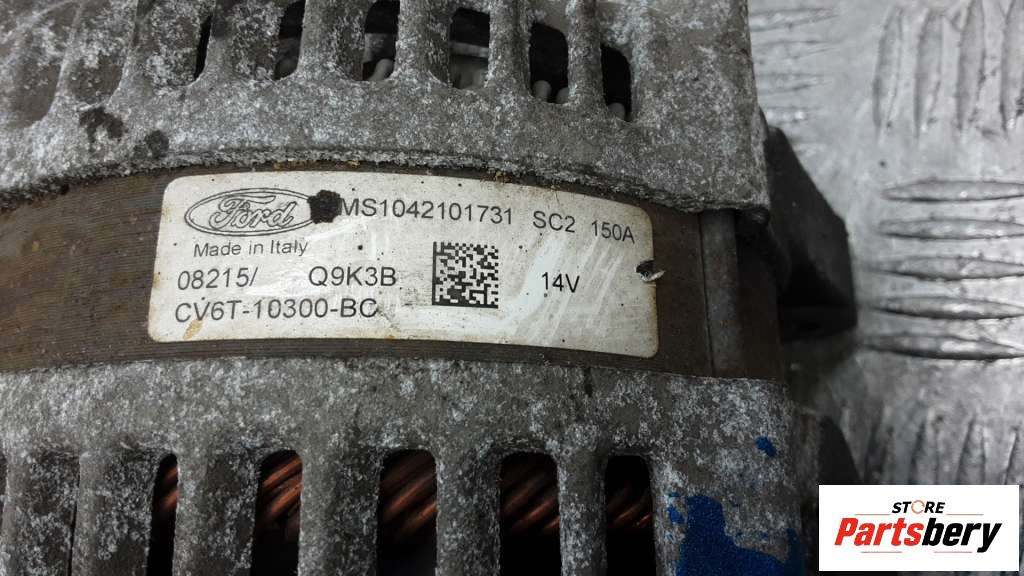 Ford MS1042101731 SC2 150A
Made in Italy
08215/ Q9K3B 14V
CV6T-10300-BC
STORE
Partsbery